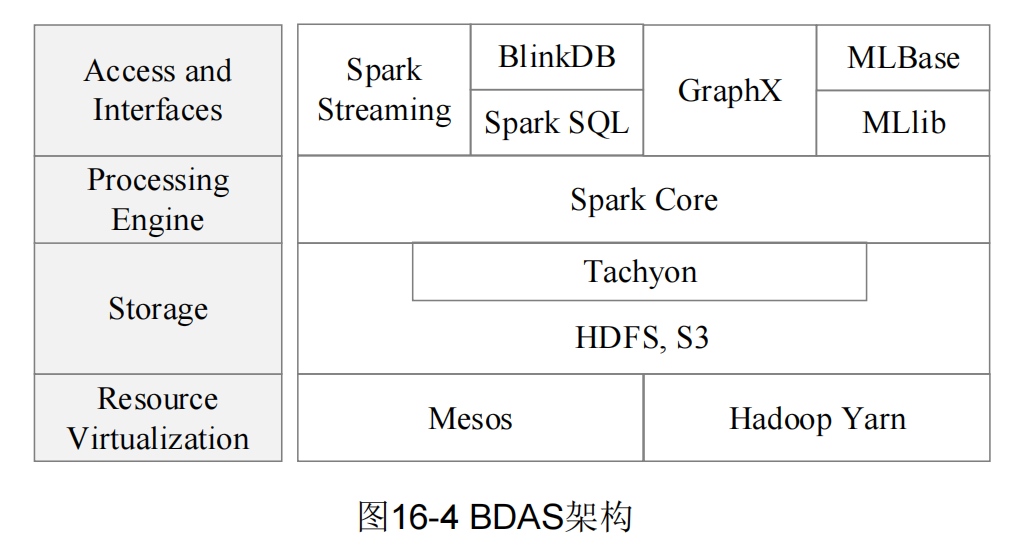 Access and
Interfaces
Spark
Streaming
BlinkDB
Spark SQL
GraphX
MLBase
MLlib
Processing
Engine
Spark Core
Storage
Tachyon
HDFS, S3
Resource
Virtualization
Mesos
Hadoop Yarn
图16-4 BDAS架构